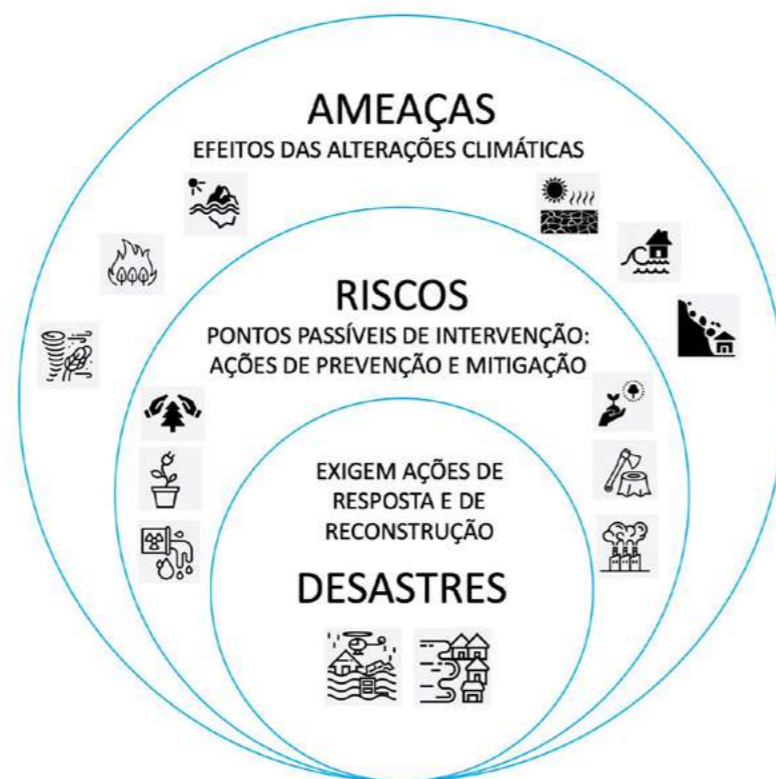 AMEAÇAS
EFEITOS DAS ALTERAÇÕES CLIMÁTICAS
RISCOS
PONTOS PASSÍVEIS DE INTERVENÇÃO:
AÇÕES DE PREVENÇÃO E MITIGAÇÃO
EXIGEM AÇÕES DE
RESPOSTA E DE
RECONSTRUÇÃO
DESASTRES